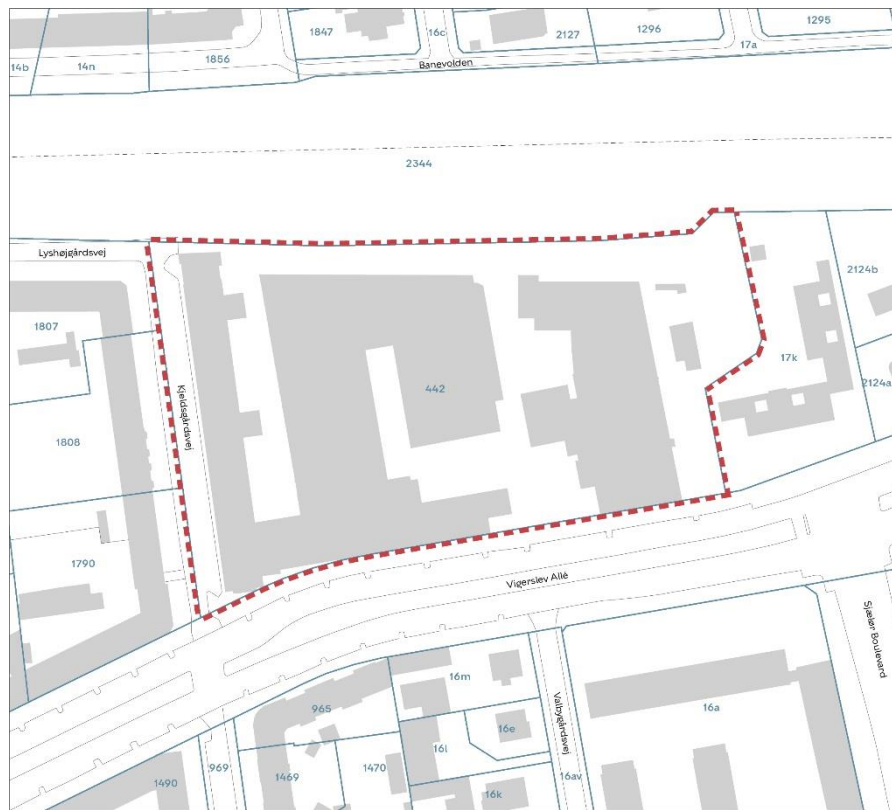 1847
16c
2127
1296
17a
1295
14b
14n
1856
Banevolden
2344
Lyshøjgårdsvej
2124b
1807
17k
442
2124a
Kjeldsgårdsvej
1808
1790
Vigerslev Allé
Sjælør Boulevard
16m
965
Valbygårdsvej
16a
16e
1490
969
1469
1470
16l
16k
16av